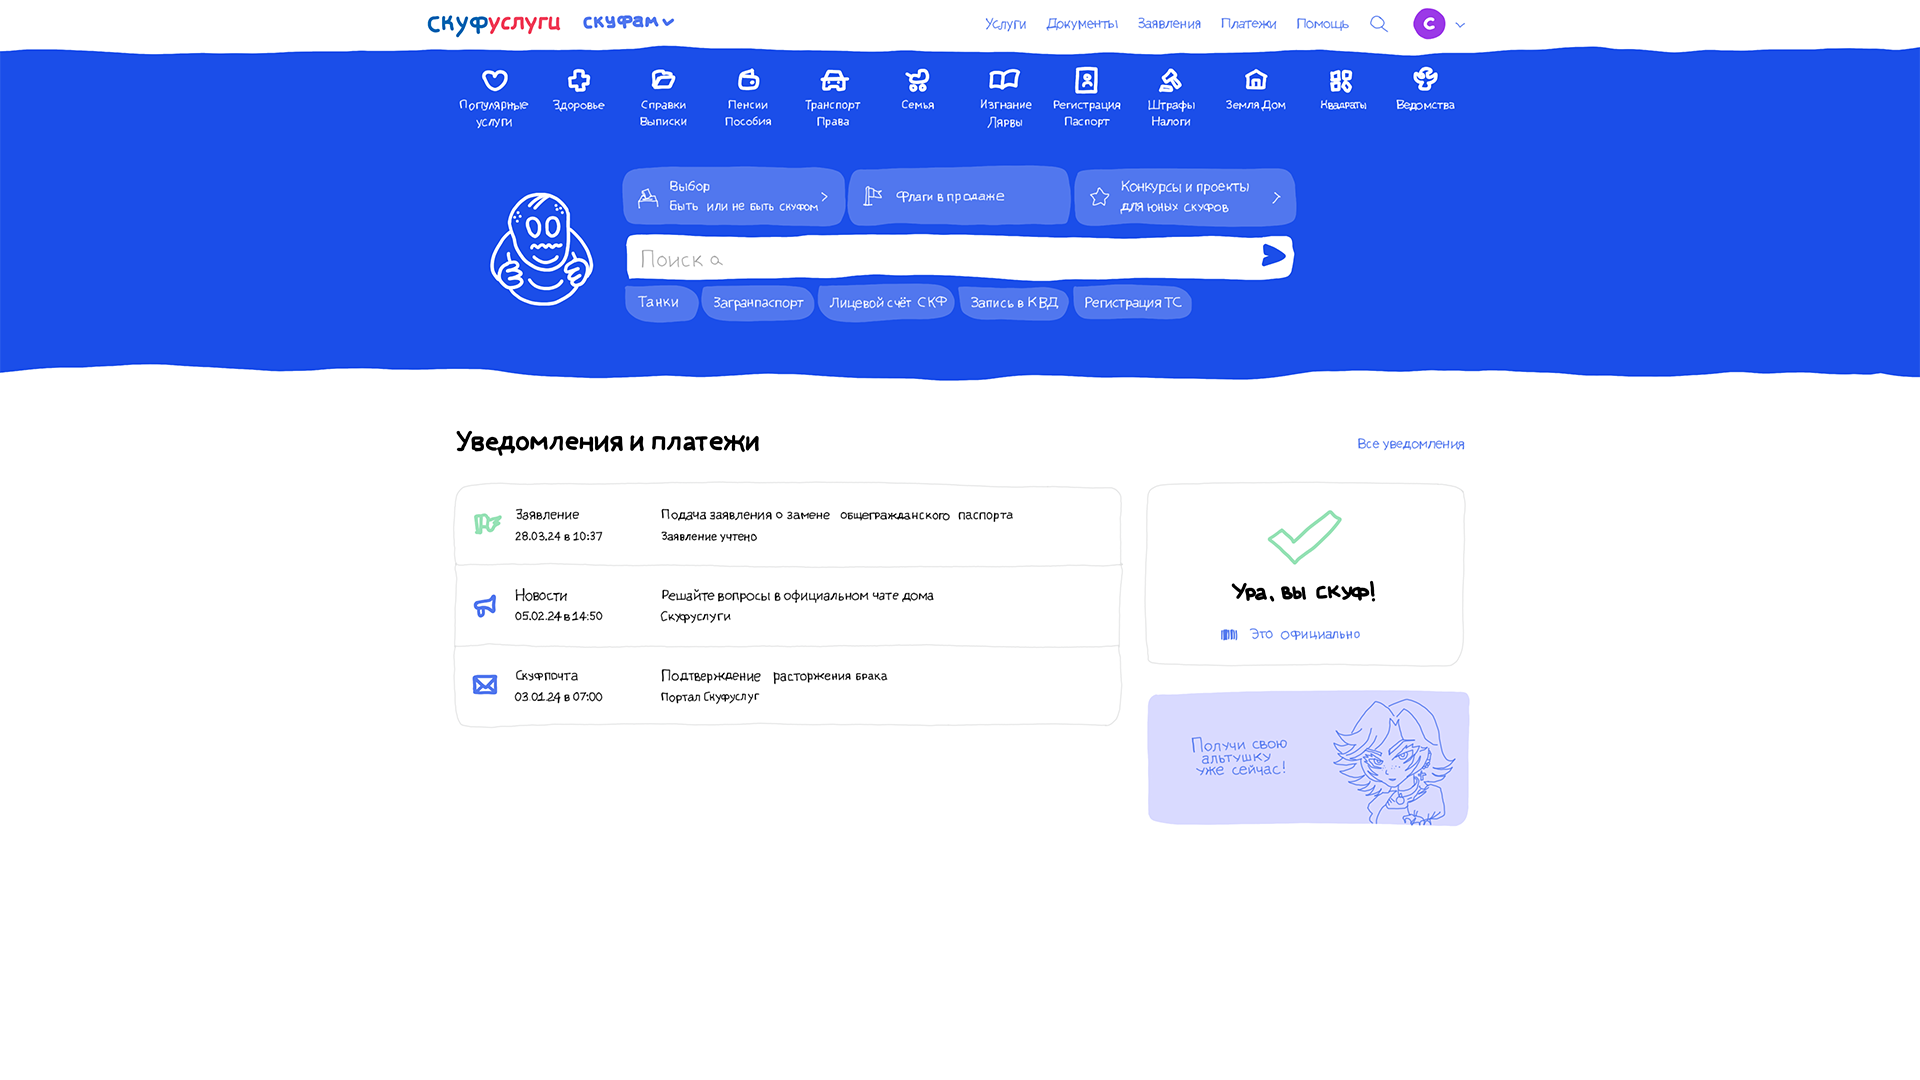 скуфуслуги
скуфам
Услуги Документы Заявления Платежи Помощь
С
Популярные
услуги
Здоровье
Справки
Выписки
Пенсии
Пособия
Транспорт
Права
Семья
Изгнание
Лярвы
Регистрация
Паспорт
Штрафы
Налоги
Земля Дом
Квадраты
Ведомства
Выбор
Быть или не быть скуфом
Флаги в продаже
Конкурсы и проекты
для юных скуфов
Поиск а
Танки
Загранпаспорт
Лицевой счёт СКФ
Запись в КВД
Регистрация ТС
Уведомления и платежи
Все уведомления
Заявление
28.03.24 в 10:37
Подача заявления о замене общегражданского паспорта
Заявление учтено
Новости
05.02.24 в 14:50
Решайте вопросы в официальном чате дома
Скуфуслуги
Скуфпочта
03.01.24 в 07:00
Подтверждение расторжения брака
Портал Скуфуслуг
Ура, вы скуф!
Это официально
Получи свою
альтушку
уже сейчас!